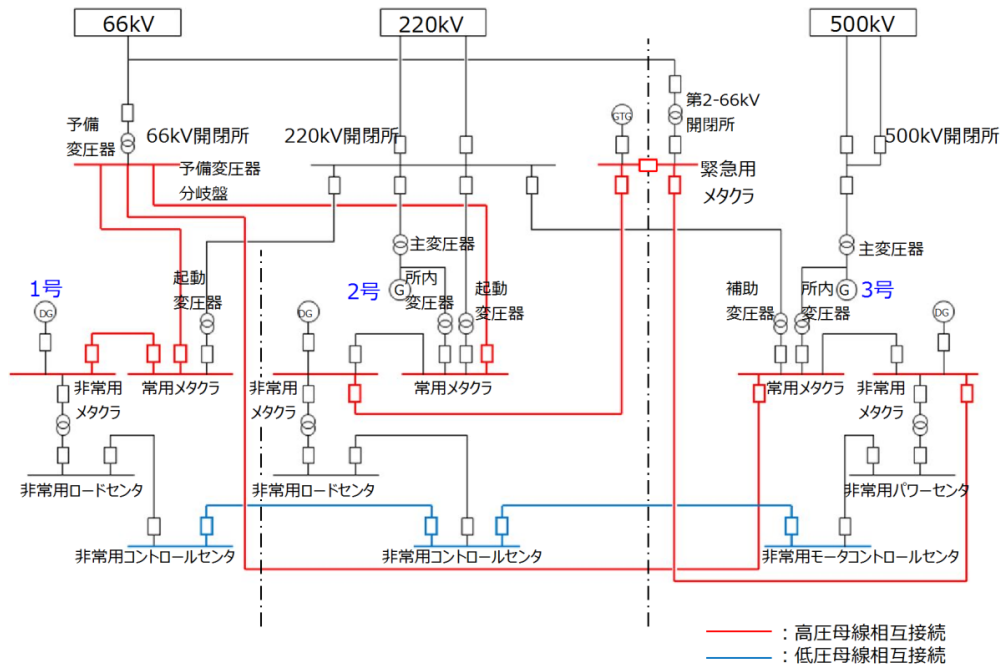 66kV
220kV
500kV
予備
変圧器
66kV開閉所
220kV開閉所
GTG
第2-66kV
開閉所
500kV開閉所
予備変圧器
分岐盤
緊急用
メタクラ
主変圧器
主変圧器
1号
起動
変圧器
2号
G
所内
変圧器
起動
変圧器
補助
変圧器
所内
変圧器
G
3号
DG
DG
DG
非常用
メタクラ
常用メタクラ
非常用
メタクラ
常用メタクラ
常用メタクラ
非常用
メタクラ
非常用ロードセンタ
非常用ロードセンタ
非常用パワーセンタ
非常用コントロールセンタ
非常用コントロールセンタ
非常用モータコントロールセンタ
：高圧母線相互接続
：低圧母線相互接続